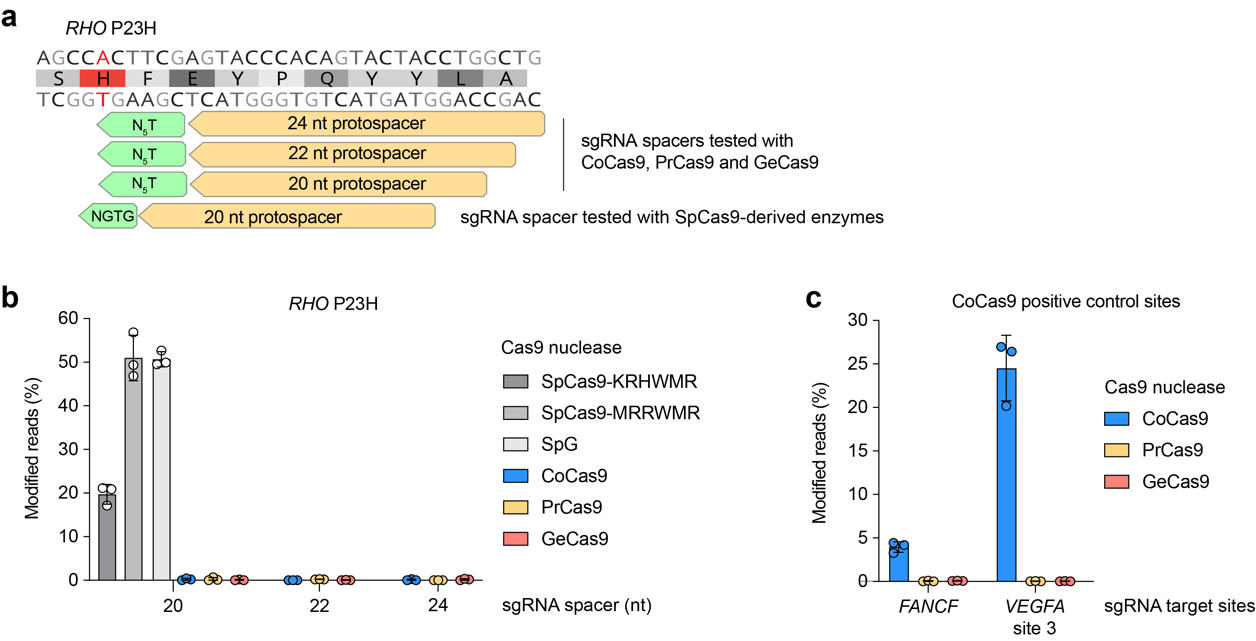 a
RHO P23H
AGCCACTTCGAGTACCCACAGTACTACCTGGCTG
S H F E Y P Q Y Y L A
TCGGTGAAGCTCATGGGTGTCATGATGGACCGAC
N5T 24 nt protospacer
N5T 22 nt protospacer
N5T 20 nt protospacer
sgRNA spacers tested with
CoCas9, PrCas9 and GeCas9
NGTG 20 nt protospacer
sgRNA spacer tested with SpCas9-derived enzymes
b
RHO P23H
Modified reads (%)
60
50
40
30
20
10
0
20 22 24
sgRNA spacer (nt)
Cas9 nuclease
SpCas9-KRHWMR
SpCas9-MRRWMR
SpG
CoCas9
PrCas9
GeCas9
c
CoCas9 positive control sites
Modified reads (%)
30
25
20
15
10
5
0
FANCF VEGFA
site 3
sgRNA target sites
Cas9 nuclease
CoCas9
PrCas9
GeCas9